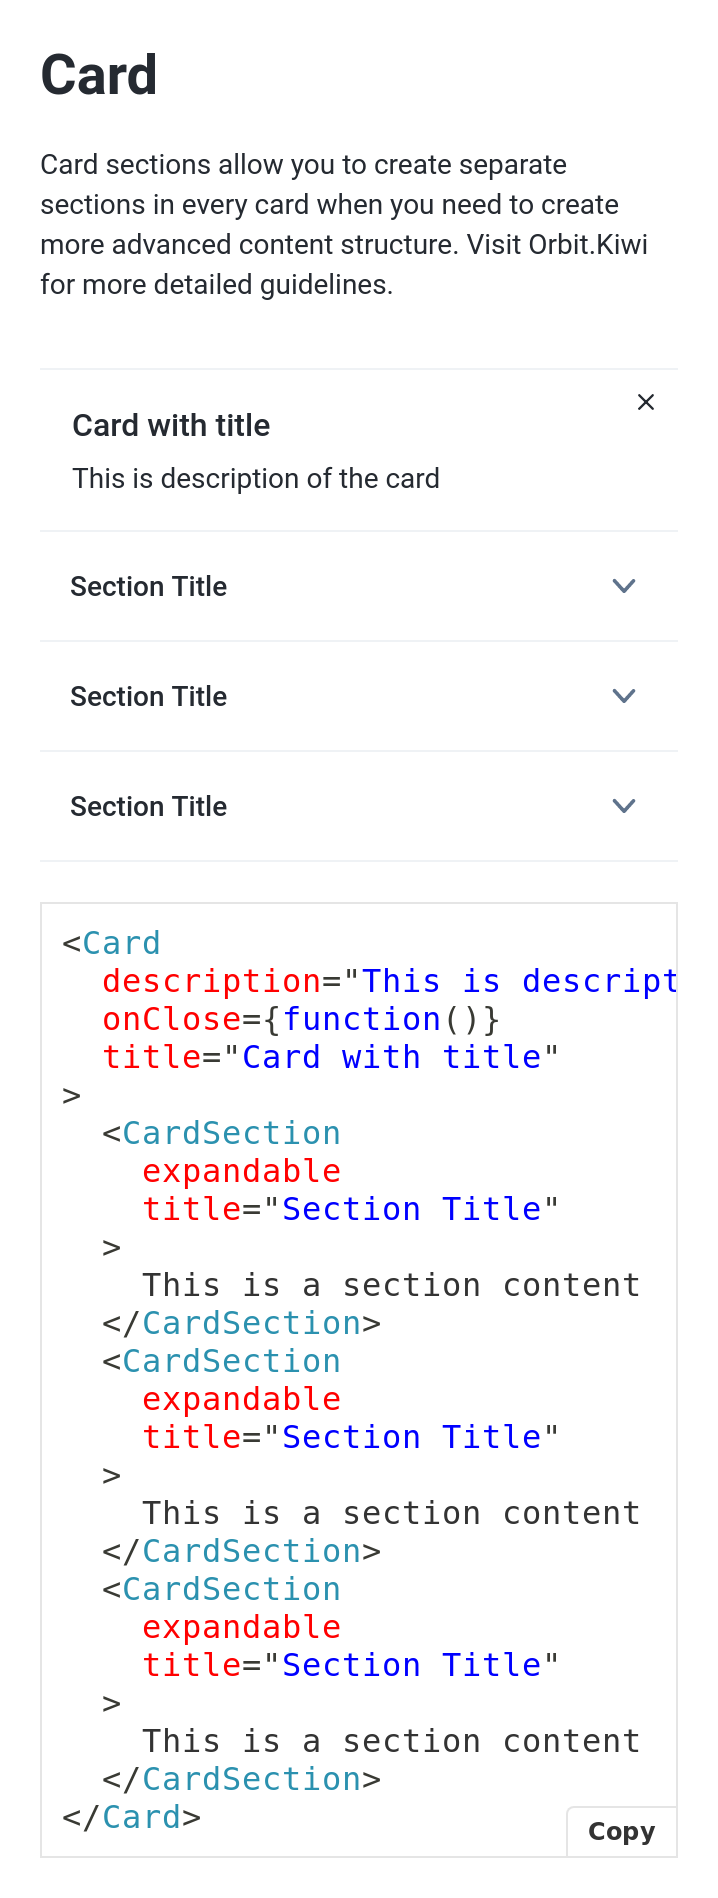 Card
Card sections allow you to create separate
sections in every card when you need to create
more advanced content structure. Visit Orbit.Kiwi
for more detailed guidelines.
Card with title
This is description of the card
Section Title
Section Title
Section Title
<Card
  description="This is descript
  onClose={function()}
  title="Card with title"
>
  <CardSection
    expandable
    title="Section Title"
  >
    This is a section content
  </CardSection>
  <CardSection
    expandable
    title="Section Title"
  >
    This is a section content
  </CardSection>
  <CardSection
    expandable
    title="Section Title"
  >
    This is a section content
  </CardSection>
</Card>
Copy